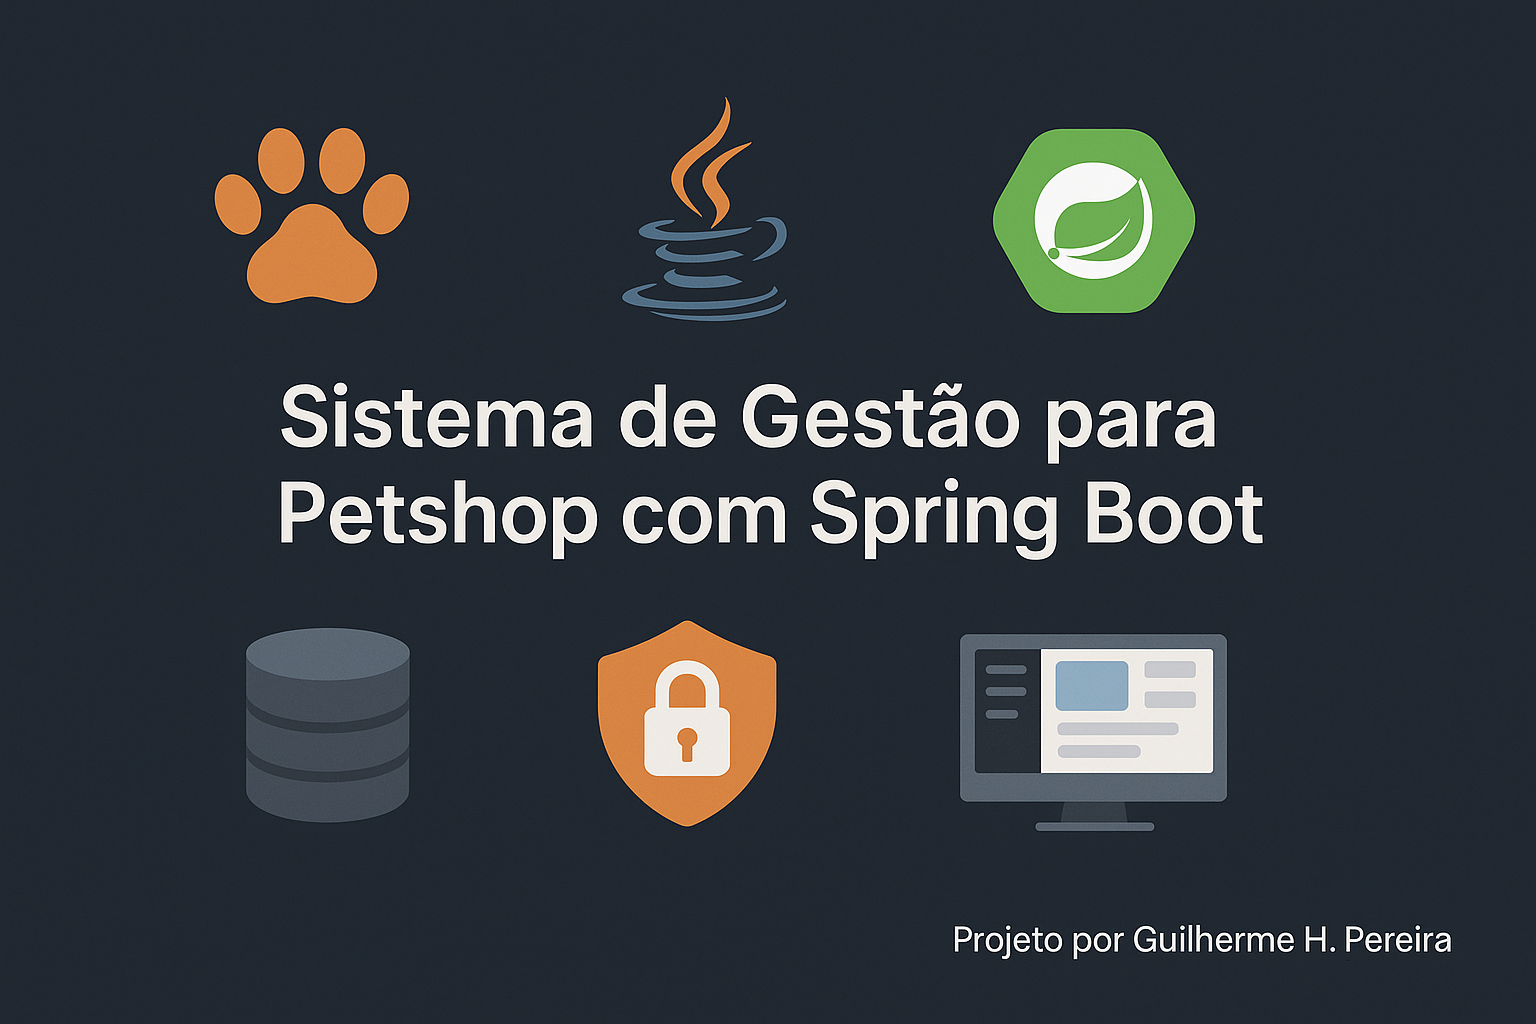 Sistema de Gestão para
Petshop com Spring Boot
Projeto por Guilherme H. Pereira